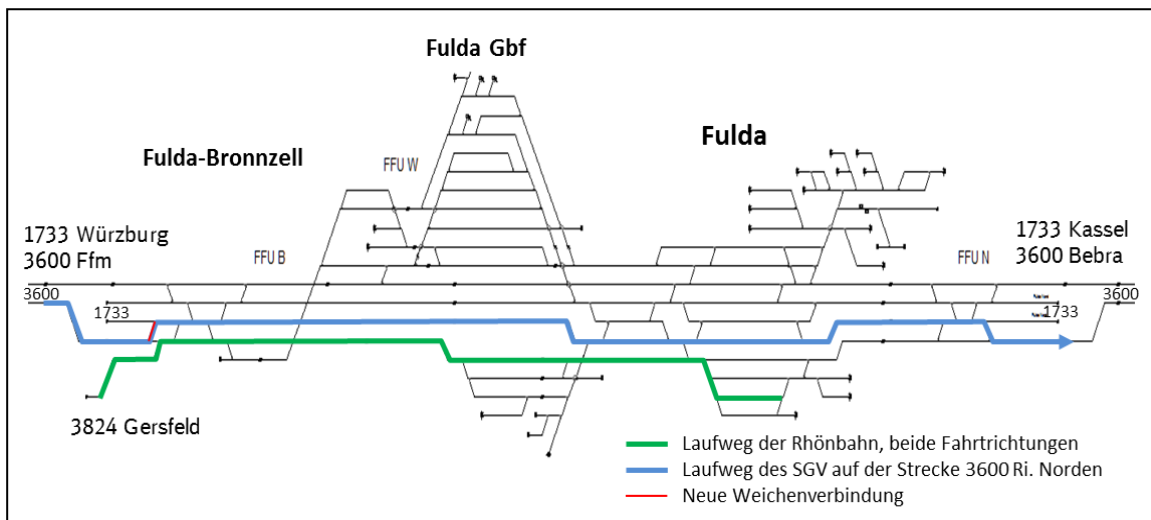 Fulda Gbf
Fulda-Bronnzell
FFU W
Fulda
1733 Würzburg
3600 Ffm
FFU B
FFU N
1733 Kassel
3600 Bebra
3600
1733
1733
3600
3824 Gersfeld
Laufweg der Rhönbahn, beide Fahrtrichtungen
Laufweg des SGV auf der Strecke 3600 Ri. Norden
Neue Weichenverbindung